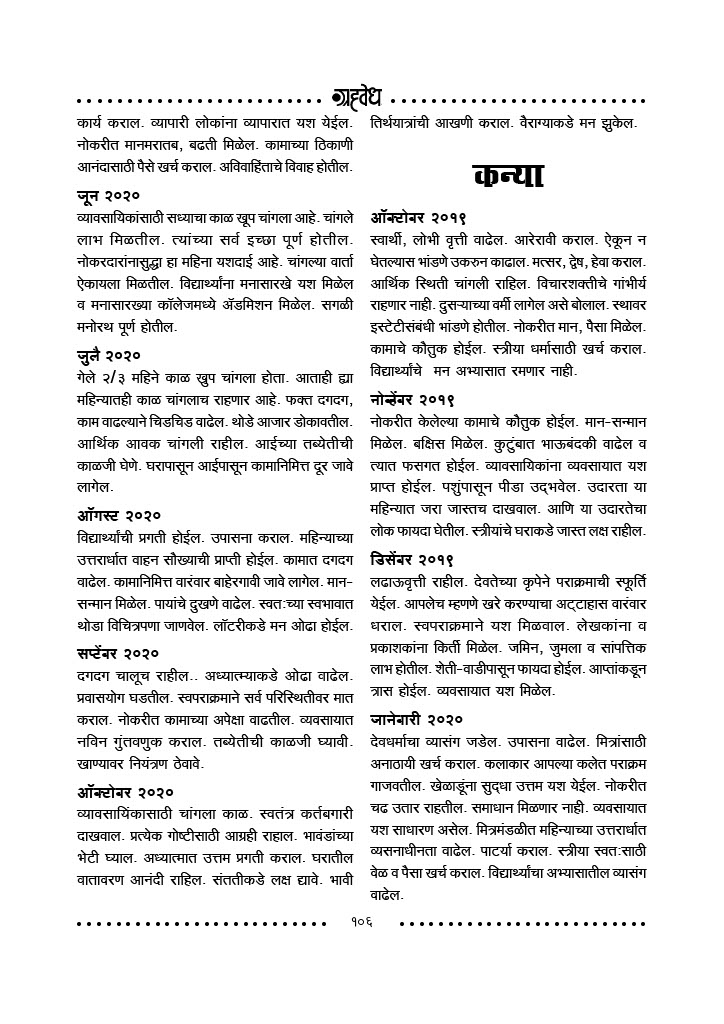 ग्रहवेध
कार्य कराल. व्यापारी लोकांना व्यापारात यश येईल.
नोकरीत मानमरातब, बढती मिळेल. कामाच्या ठिकाणी
आनंदासाठी पैसे खर्च कराल. अविवाहिंताचे विवाह होतील.
जून २०२०
व्यावसायिकांसाठी सध्याचा काळ खूप चांगला आहे. चांगले
लाभ मिळतील. त्यांच्या सर्व इच्छा पूर्ण होतील.
नोकरदारांनासुद्धा हा महिना यशदाई आहे. चांगल्या वार्ता
ऐकायला मिळतील. विद्यार्थ्यांना मनासारखे यश मिळेल
व मनासारख्या कॉलेजमध्ये ॲडमिशन मिळेल. सगळी
मनोरथ पूर्ण होतील.
जुलै २०२०
गेले २/३ महिने काळ खुप चांगला होता. आताही ह्या
महिन्यातही काळ चांगलाच राहणार आहे. फक्त दगदग,
काम वाढल्याने चिडचिड वाढेल. थोडे आजार डोकावतील.
आर्थिक आवक चांगली राहील. आईच्या तब्येतीची
काळजी घेणे. घरापासून आईपासून कामानिमित्त दूर जावे
लागेल.
ऑगस्ट २०२०
विद्यार्थ्यांची प्रगती होईल. उपासना कराल. महिन्याच्या
उत्तरार्धात वाहन सौख्याची प्राप्ती होईल. कामात दगदग
वाढेल. कामानिमित्त वारंवार बाहेरगावी जावे लागेल. मान-
सन्मान मिळेल. पायांचे दुखणे वाढेल. स्वत:च्या स्वभावात
थोडा विचित्रपणा जाणवेल. लॉटरीकडे मन ओढा होईल.
सप्टेंबर २०२०
दगदग चालूच राहील.. अध्यात्म्याकडे ओढा वाढेल.
प्रवासयोग घडतील. स्वपराक्रमाने सर्व परिस्थितीवर मात
कराल. नोकरीत कामाच्या अपेक्षा वाढतील. व्यवसायात
नविन गुंतवणुक कराल. तब्येतीची काळजी घ्यावी.
खाण्यावर नियंत्रण ठेवावे.
ऑक्टोबर २०२०
व्यावसायिंकासाठी चांगला काळ. स्वतंत्र कर्तबगारी
दाखवाल. प्रत्येक गोष्टीसाठी आग्रही राहाल. भावंडांच्या
भेटी घ्याल. अध्यात्मात उत्तम प्रगती कराल. घरातील
वातावरण आनंदी राहिल. संततीकडे लक्ष द्यावे. भावी
तिर्थयात्रांची आखणी कराल. वैराग्याकडे मन झुकेल.
कन्या
ऑक्टोबर २०१९
स्वार्थी, लोभी वृत्ती वाढेल. आरेरावी कराल. ऐकून न
घेतल्यास भांडणे उकरुन काढाल. मत्सर, द्वेष, हेवा कराल.
आर्थिक स्थिती चांगली राहिल. विचारशक्तीचे गांभीर्य
राहणार नाही. दुसऱ्याच्या वर्मी लागेल असे बोलाल. स्थावर
इस्टेटीसंबंधी भांडणे होतील. नोकरीत मान, पैसा मिळेल.
कामाचे कौतुक होईल. स्त्रीया धर्मासाठी खर्च कराल.
विद्यार्थ्यांचे मन अभ्यासात रमणार नाही.
नोव्हेंबर २०१९
नोकरीत केलेल्या कामाचे कौतुक होईल. मान-सन्मान
मिळेल. बक्षिस मिळेल. कुटुंबात भाऊबंदकी वाढेल व
त्यात फसगत होईल. व्यावसायिकांना व्यवसायात यश
प्राप्त होईल. पशुंपासून पीडा उद्‌भवेल. उदारता या
महिन्यात जरा जास्तच दाखवाल. आणि या उदारतेचा
लोक फायदा घेतील. स्त्रीयांचे घराकडे जास्त लक्ष राहील.
डिसेंबर २०१९
लढाऊवृत्ती राहील. देवतेच्या कृपेने पराक्रमाची स्फूर्ति
येईल. आपलेच म्हणणे खरे करण्याचा अट्टाहास वारंवार
धराल. स्वपराक्रमाने यश मिळवाल. लेखकांना व
प्रकाशकांना किर्ती मिळेल. जमिन, जुमला व सांपत्तिक
लाभ होतील. शेती-वाडीपासून फायदा होईल. आप्तांकडून
त्रास होईल. व्यवसायात यश मिळेल.
जानेबारी २०२०
देवधर्माचा व्यासंग जडेल. उपासना वाढेल. मित्रांसाठी
अनाठायी खर्च कराल. कलाकार आपल्या कलेत पराक्रम
गाजवतील. खेळाडूंना सुद्‌धा उत्तम यश येईल. नोकरीत
चढ उतार राहतील. समाधान मिळणार नाही. व्यवसायात
यश साधारण असेल. मित्रमंडळीत महिन्याच्या उत्तरार्धात
व्यसनाधीनता वाढेल. पाटर्या कराल. स्त्रीया स्वत:साठी
वेळ व पैसा खर्च कराल. विद्यार्थ्यांचा अभ्यासातील व्यासंग
वाढेल.
१०६